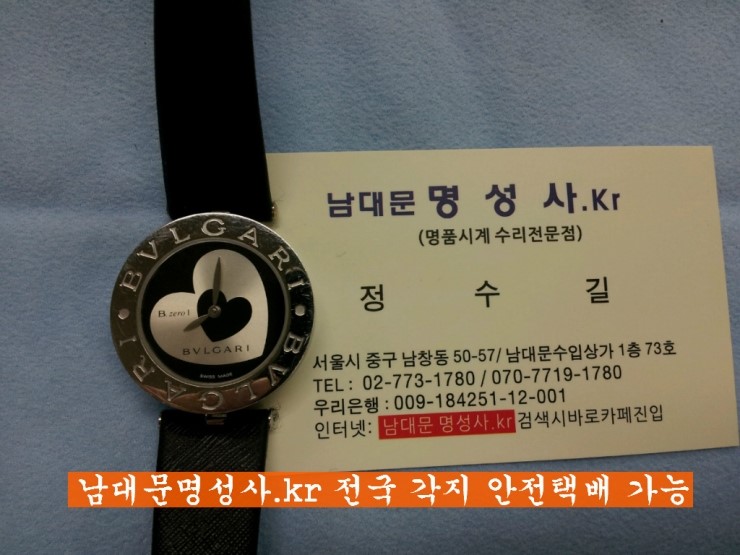 BVLGARI • BVLGARI
B.zero1
BVLGARI
SWISS MADE
남대문 명 성 사.Kr
(명품시계 수리전문점)
정 수 길
서울시 중구 남창동 50-57/ 남대문수입상가 1층 73호
TEL : 02-773-1780 / 070-7719-1780
우리은행 : 009-184251-12-001
인터넷: 남대문 명성사.kr 검색시바로카페진입
남대문명성사.kr 전국 각지 안전택배 가능